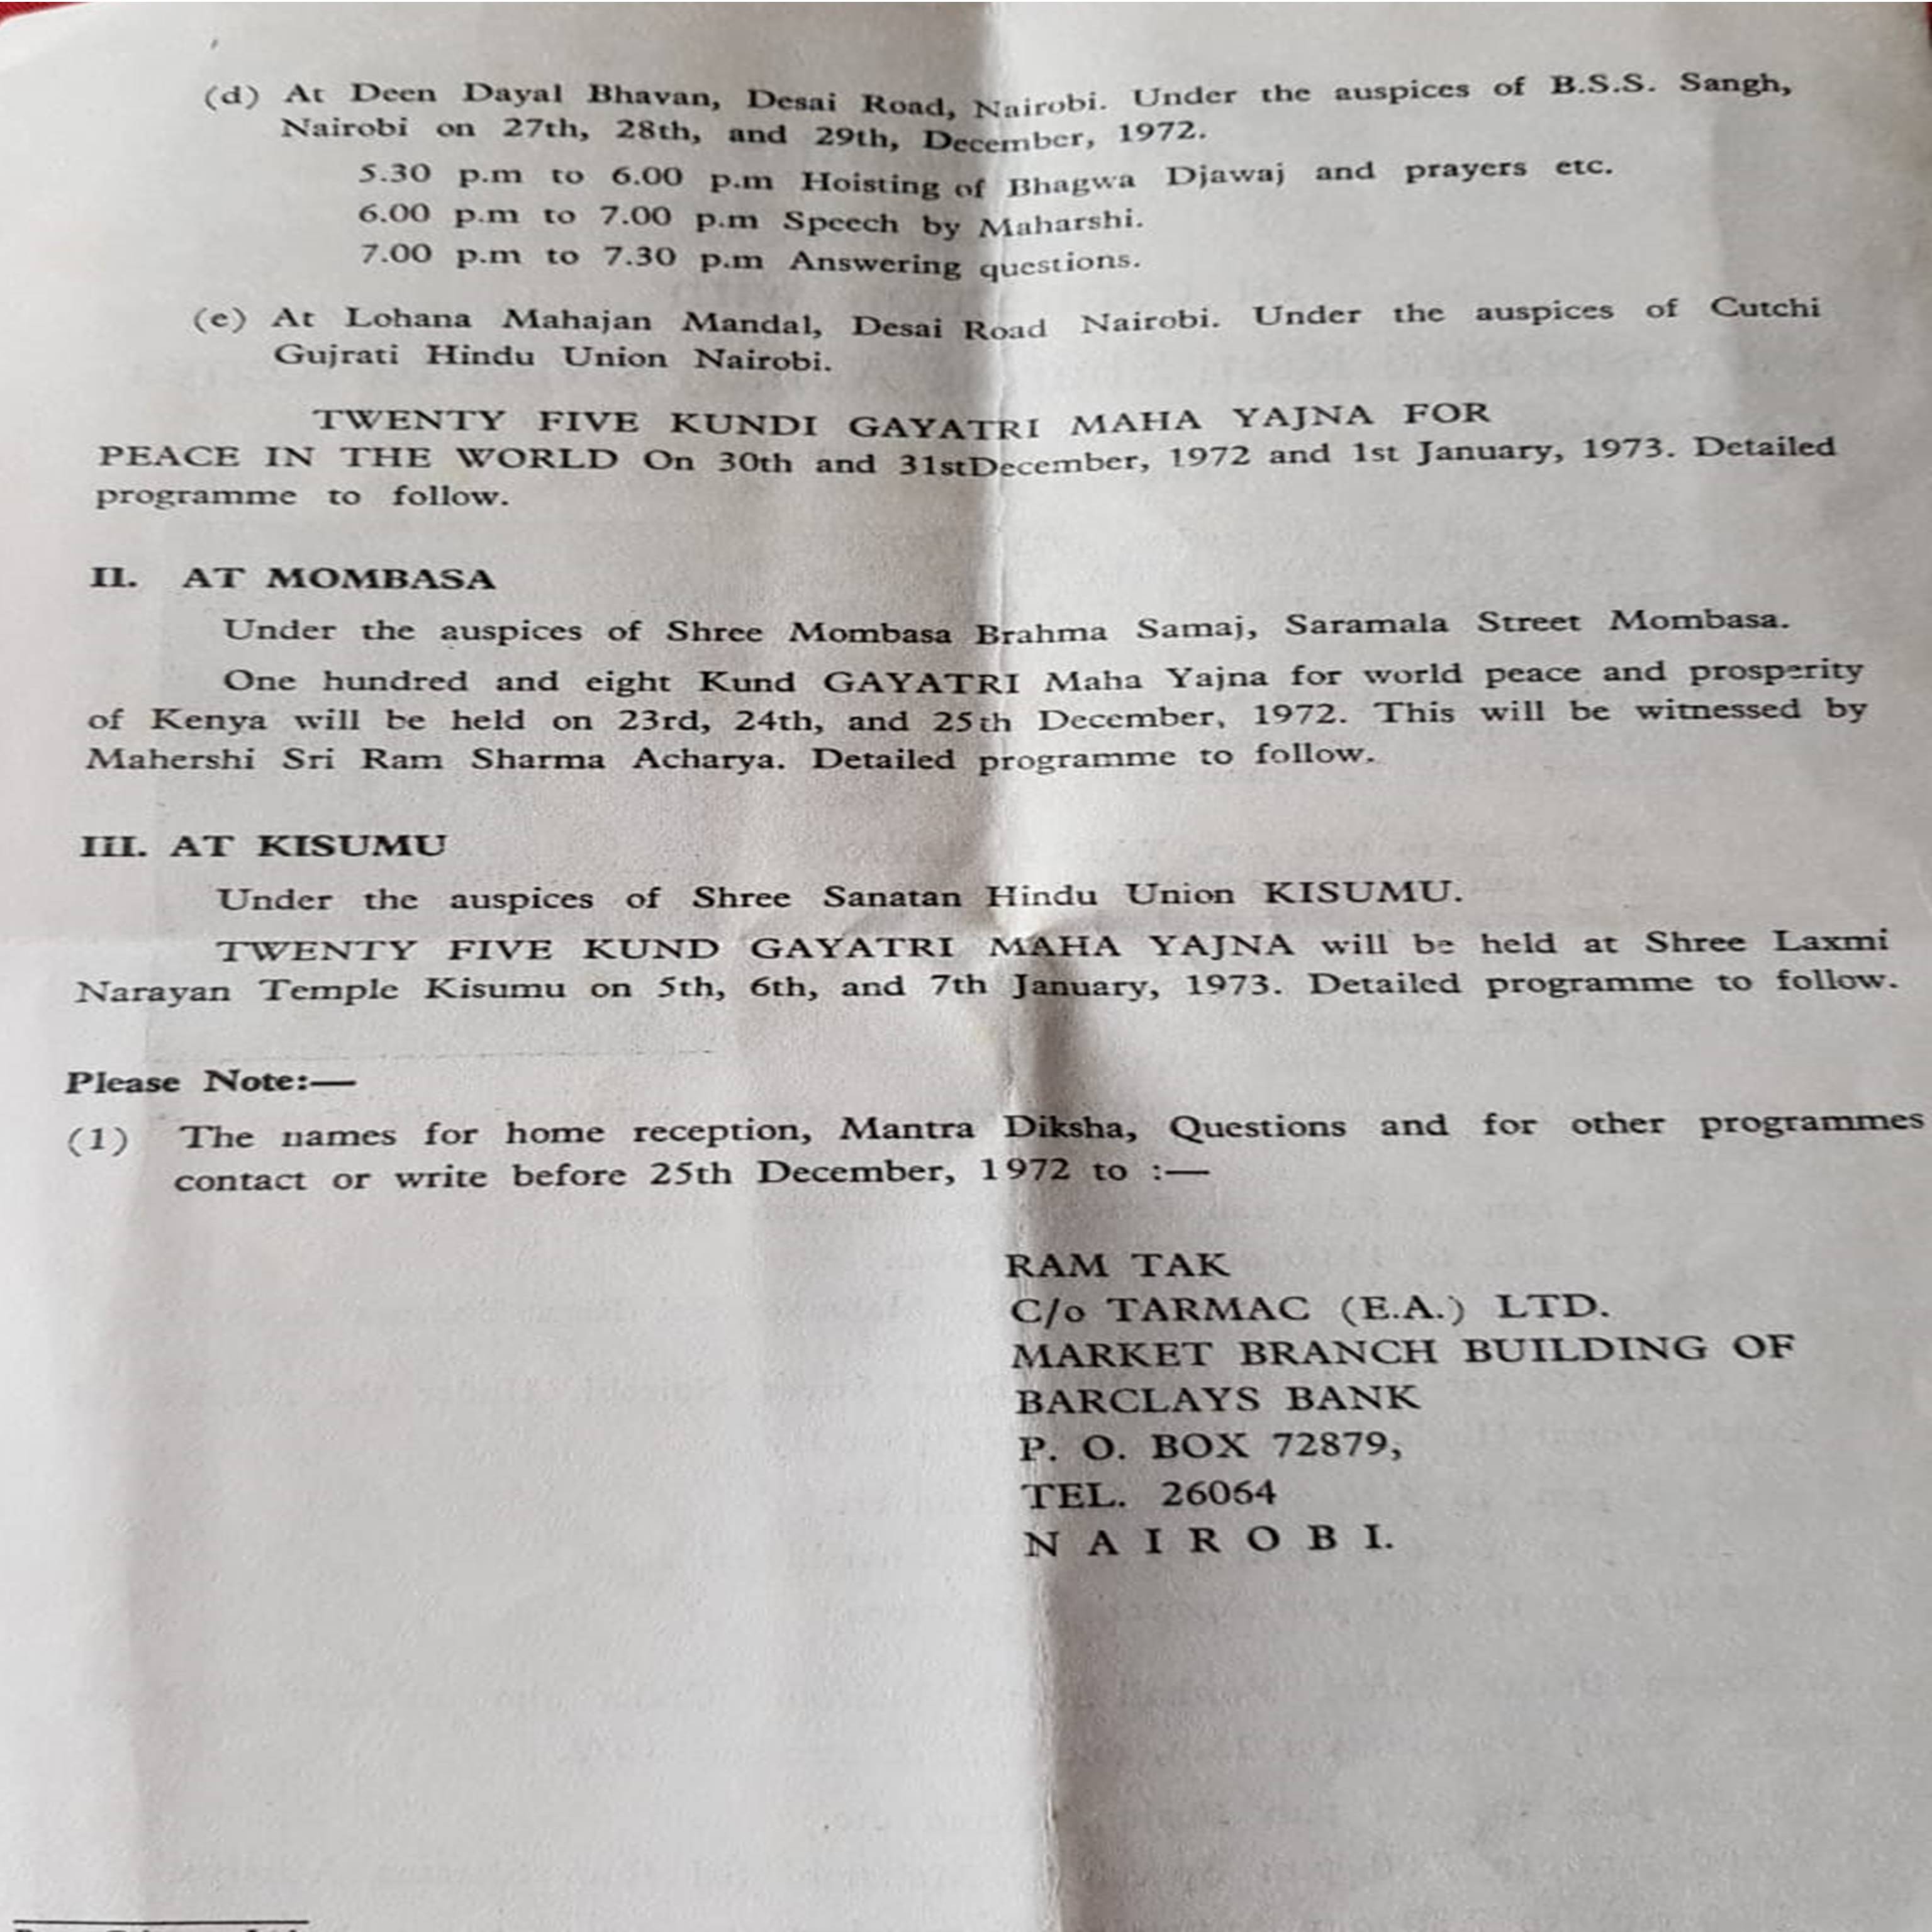 (d) At Deen Dayal Bhavan, Desai Road, Nairobi. Under the auspices of B.S.S. Sangh,
Nairobi on 27th, 28th, and 29th, December, 1972.
5.30 p.m to 6.00 p.m Hoisting of Bhagwa Djawaj and prayers etc.
6.00 p.m to 7.00 p.m Speech by Maharshi.
7.00 p.m to 7.30 p.m Answering questions.
(e) At Lohana Mahajan Mandal, Desai Road Nairobi. Under the auspices of Cutchi
Gujrati Hindu Union Nairobi.
TWENTY FIVE KUNDI GAYATRI MAHA YAJNA FOR
PEACE IN THE WORLD On 30th and 31stDecember, 1972 and 1st January, 1973. Detailed
programme to follow.
II. AT MOMBASA
Under the auspices of Shree Mombasa Brahma Samaj, Saramala Street Mombasa.
One hundred and eight Kund GAYATRI Maha Yajna for world peace and prosperity
of Kenya will be held on 23rd, 24th, and 25th December, 1972. This will be witnessed by
Mahershi Sri Ram Sharma Acharya. Detailed programme to follow.
III. AT KISUMU
Under the auspices of Shree Sanatan Hindu Union KISUMU.
TWENTY FIVE KUND GAYATRI MAHA YAJNA will be held at Shree Laxmi
Narayan Temple Kisumu on 5th, 6th, and 7th January, 1973. Detailed programme to follow.
Please Note:—
(1) The names for home reception, Mantra Diksha, Questions and for other programmes
contact or write before 25th December, 1972 to :—
RAM TAK
C/o TARMAC (E.A.) LTD.
MARKET BRANCH BUILDING OF
BARCLAYS BANK
P. O. BOX 72879,
TEL. 26064
N A I R O B I.